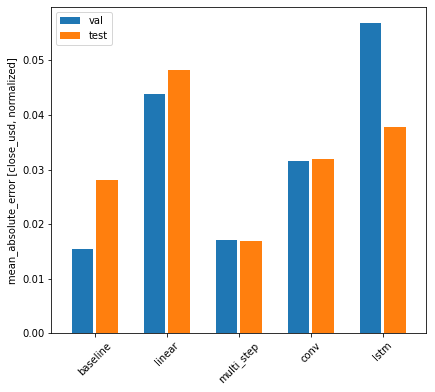 val
test
mean_absolute_error [close_usd, normalized]
0.05
0.04
0.03
0.02
0.01
0.00
baseline
linear
multi_step
conv
lstm